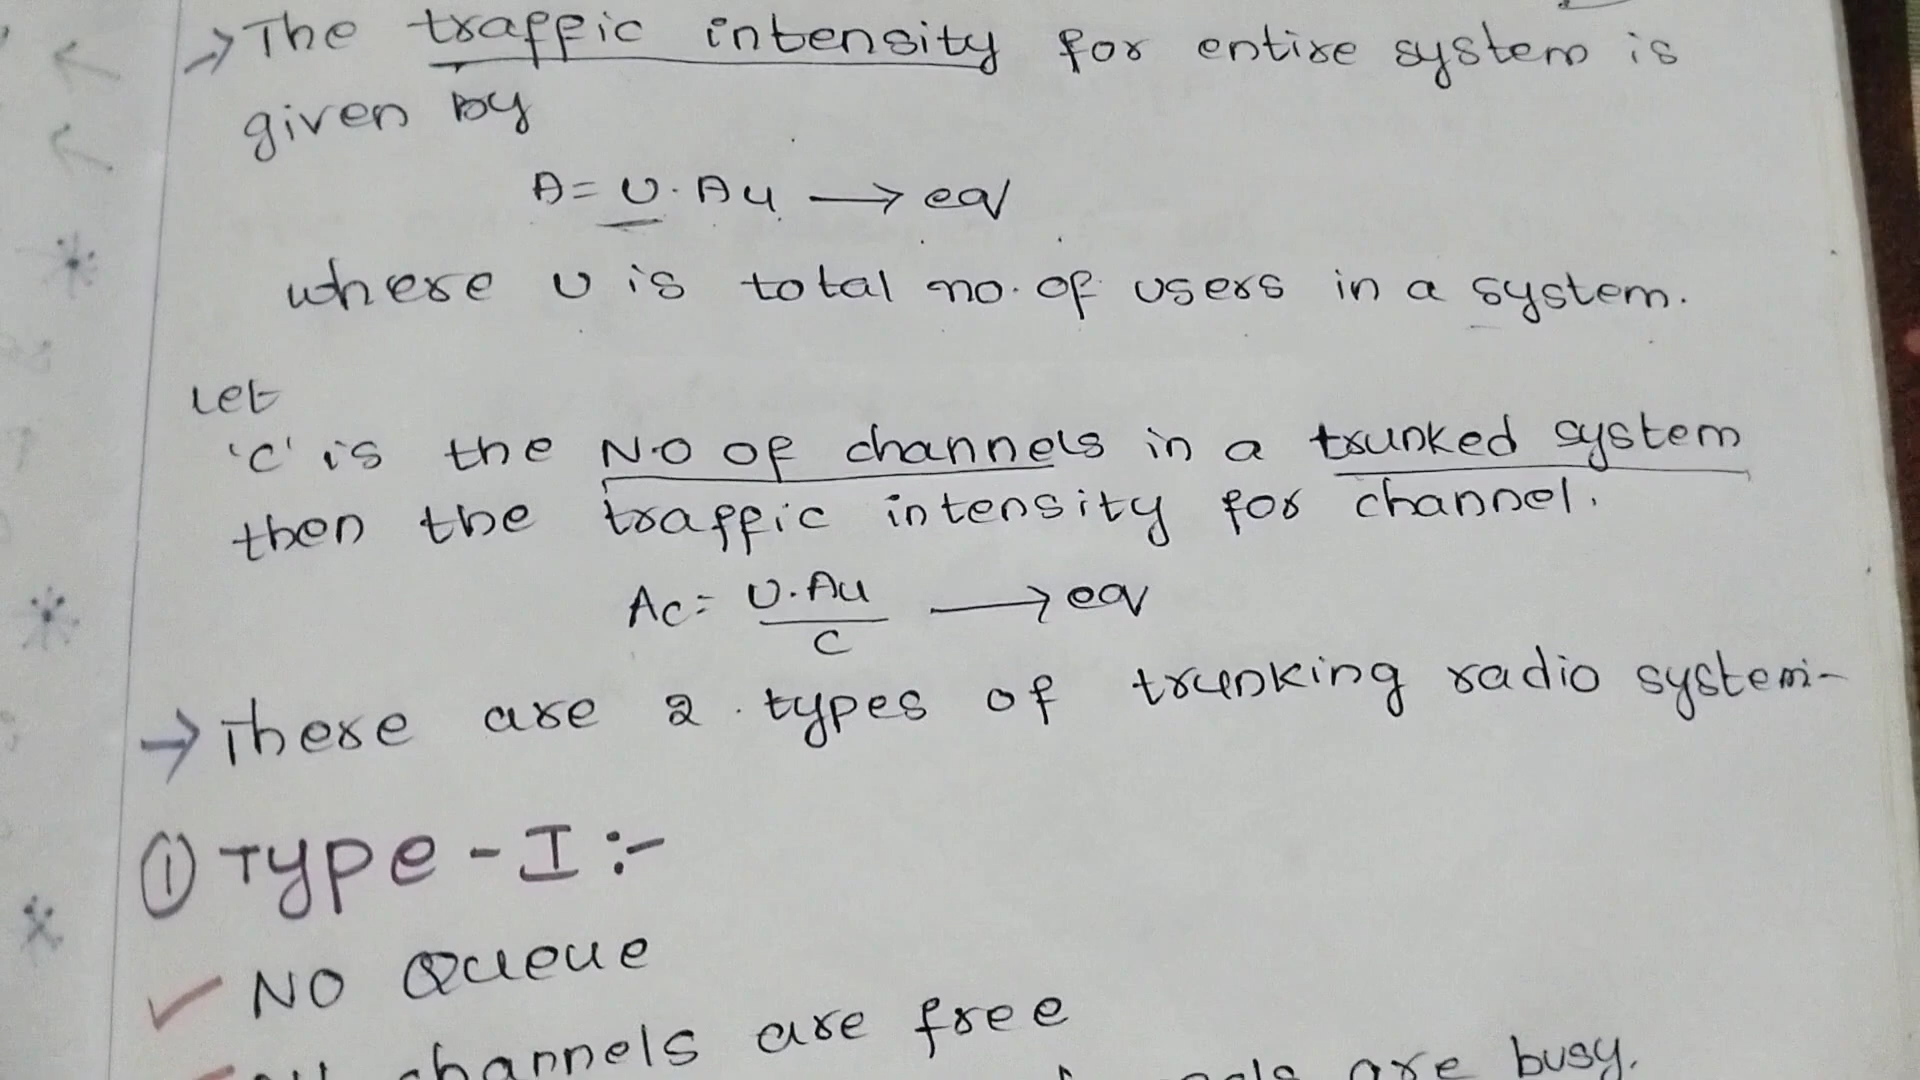 → The traffic intensity for entire system is
given by
A = U . Au → eq
where U is total no. of users in a system.
Let
'C' is the NO OF channels in a trunked system
then the traffic intensity for channel.
Ac = U.Au / C → eq
→ There are 2 types of trunking radio system:-
① Type - I :-
✓ NO Queue
channels are free
are busy.